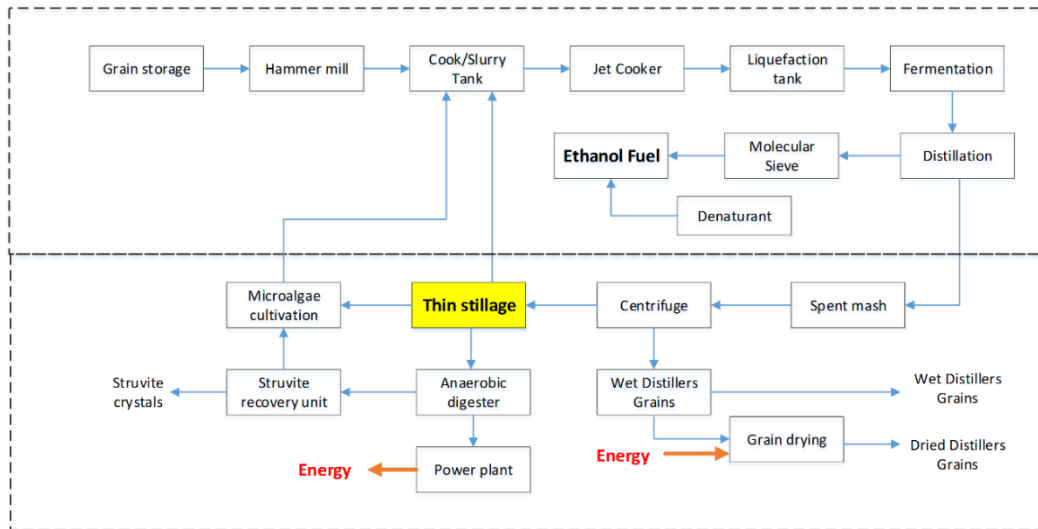 Grain storage
Hammer mill
Cook/Slurry
Tank
Jet Cooker
Liquefaction
tank
Fermentation
Ethanol Fuel
Molecular
Sieve
Distillation
Denaturant
Microalgae
cultivation
Thin stillage
Centrifuge
Spent mash
Struvite
crystals
Struvite
recovery unit
Anaerobic
digester
Wet Distillers
Grains
Wet Distillers
Grains
Energy
Power plant
Energy
Grain drying
Dried Distillers
Grains